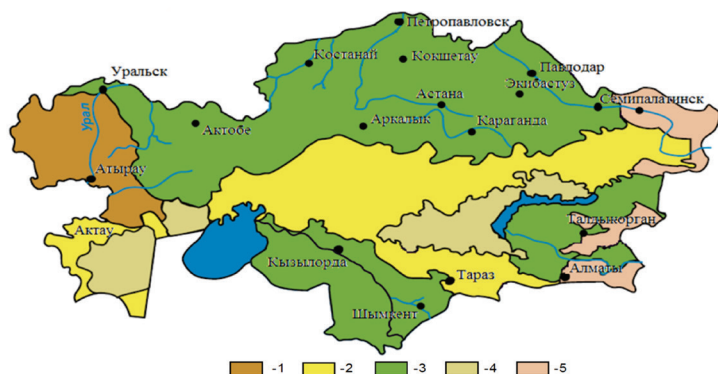 Петропавловск
Костанай
Кокшетау
Уральск
Павлодар
Экибастуз
Астана
Семипалатинск
Урал
Актобе
Аркалык
Караганда
Атырау
Актау
Талдыкорган
Кызылорда
Тараз
Алматы
Шымкент
-1 -2 -3 -4 -5